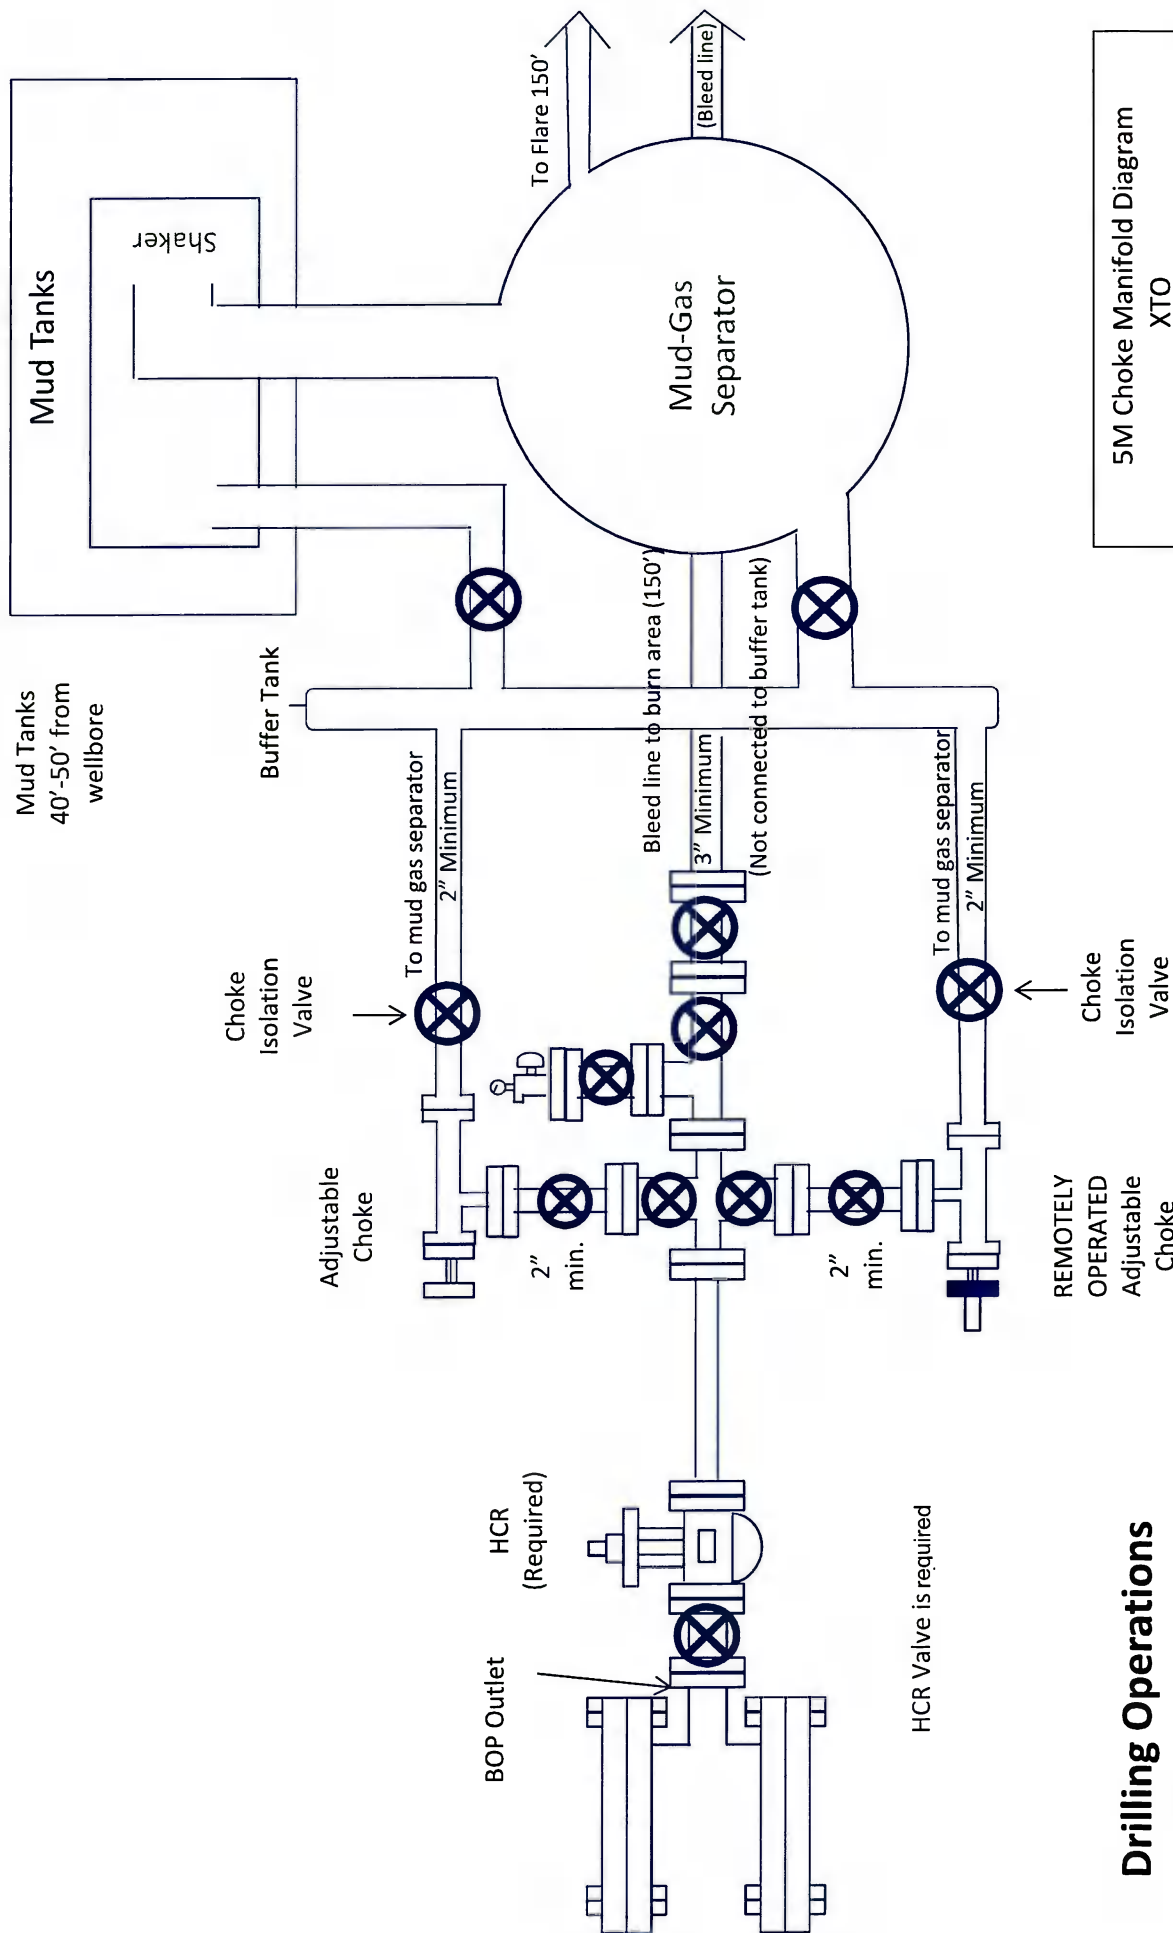 Mud Tanks
40'-50' from
wellbore
Mud Tanks
Shaker
To Flare 150'
(Bleed line)
Mud-Gas
Separator
Buffer Tank
To mud gas separator
2" Minimum
Bleed line to burn area (150')
3" Minimum
(Not connected to buffer tank)
To mud gas separator
2" Minimum
Choke
Isolation
Valve
Choke
Isolation
Valve
Adjustable
Choke
2"
min.
2"
min.
REMOTELY
OPERATED
Adjustable
Choke
HCR
(Required)
BOP Outlet
HCR Valve is required
Drilling Operations
5M Choke Manifold Diagram
XTO